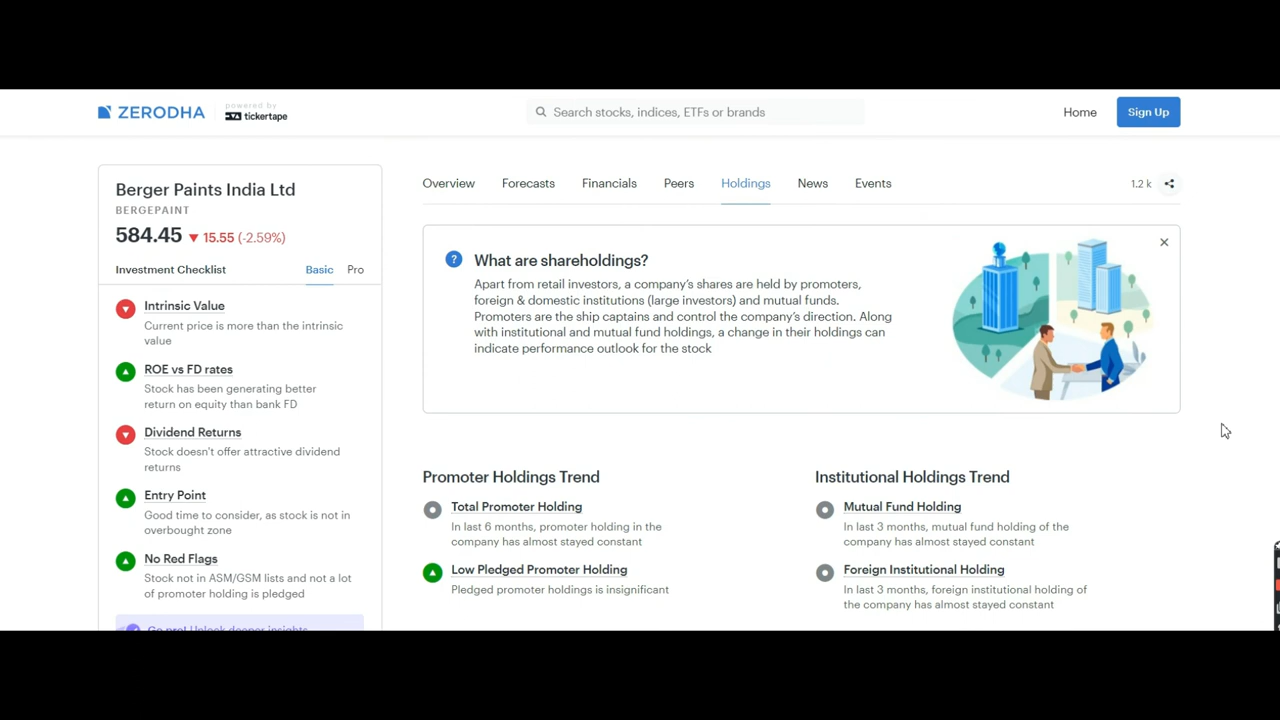 ZERODHA
powered by
tickertape
Search stocks, indices, ETFs or brands
Home
Sign Up
Berger Paints India Ltd
BERGEPAINT
584.45 ▼ 15.55 (-2.59%)
Investment Checklist
Basic
Pro
Intrinsic Value
Current price is more than the intrinsic
value
ROE vs FD rates
Stock has been generating better
return on equity than bank FD
Dividend Returns
Stock doesn't offer attractive dividend
returns
Entry Point
Good time to consider, as stock is not in
overbought zone
No Red Flags
Stock not in ASM/GSM lists and not a lot
of promoter holding is pledged
Go pro! Unlock deeper insights
Overview
Forecasts
Financials
Peers
Holdings
News
Events
1.2 k
? What are shareholdings?
Apart from retail investors, a company's shares are held by promoters,
foreign & domestic institutions (large investors) and mutual funds.
Promoters are the ship captains and control the company's direction. Along
with institutional and mutual fund holdings, a change in their holdings can
indicate performance outlook for the stock
Promoter Holdings Trend
Total Promoter Holding
In last 6 months, promoter holding in the
company has almost stayed constant
Low Pledged Promoter Holding
Pledged promoter holdings is insignificant
Institutional Holdings Trend
Mutual Fund Holding
In last 3 months, mutual fund holding of the
company has almost stayed constant
Foreign Institutional Holding
In last 3 months, foreign institutional holding of
the company has almost stayed constant